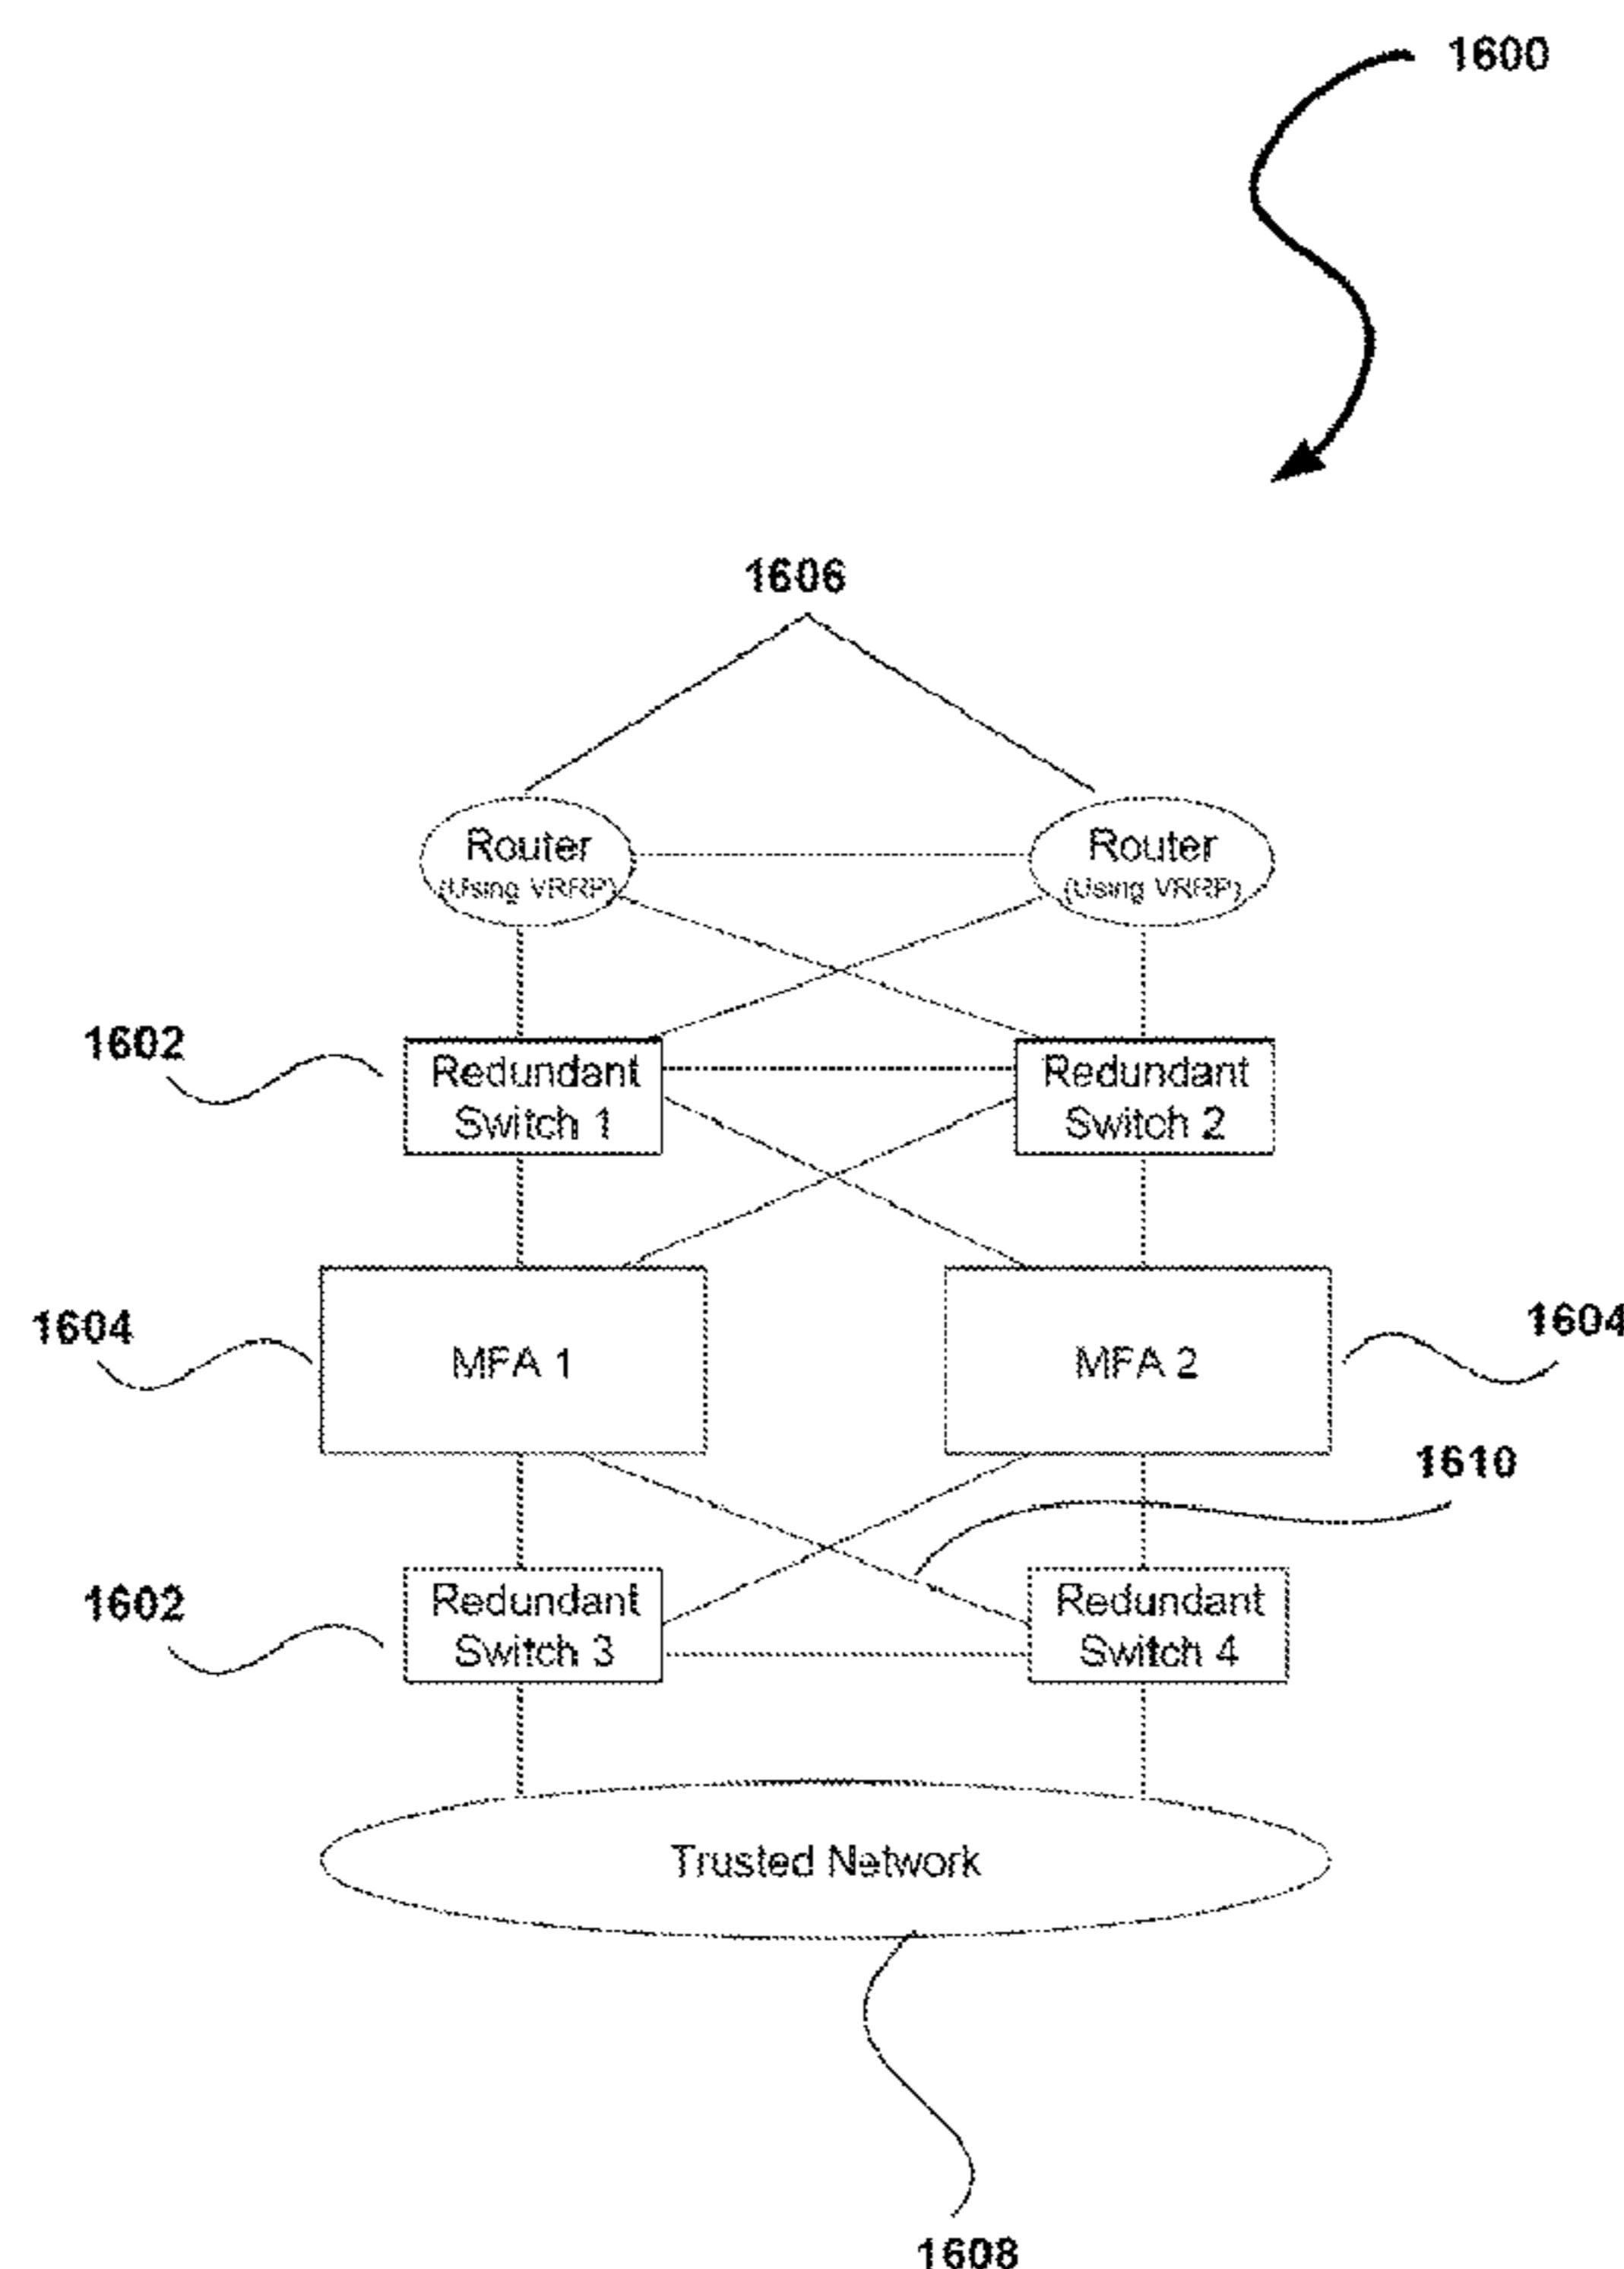 1600
1606
Router
(Using VRRP)
Router
(Using VRRP)
1602
Redundant
Switch 1
Redundant
Switch 2
1604
MFA 1
MFA 2
1604
1610
1602
Redundant
Switch 3
Redundant
Switch 4
Trusted Network
1608